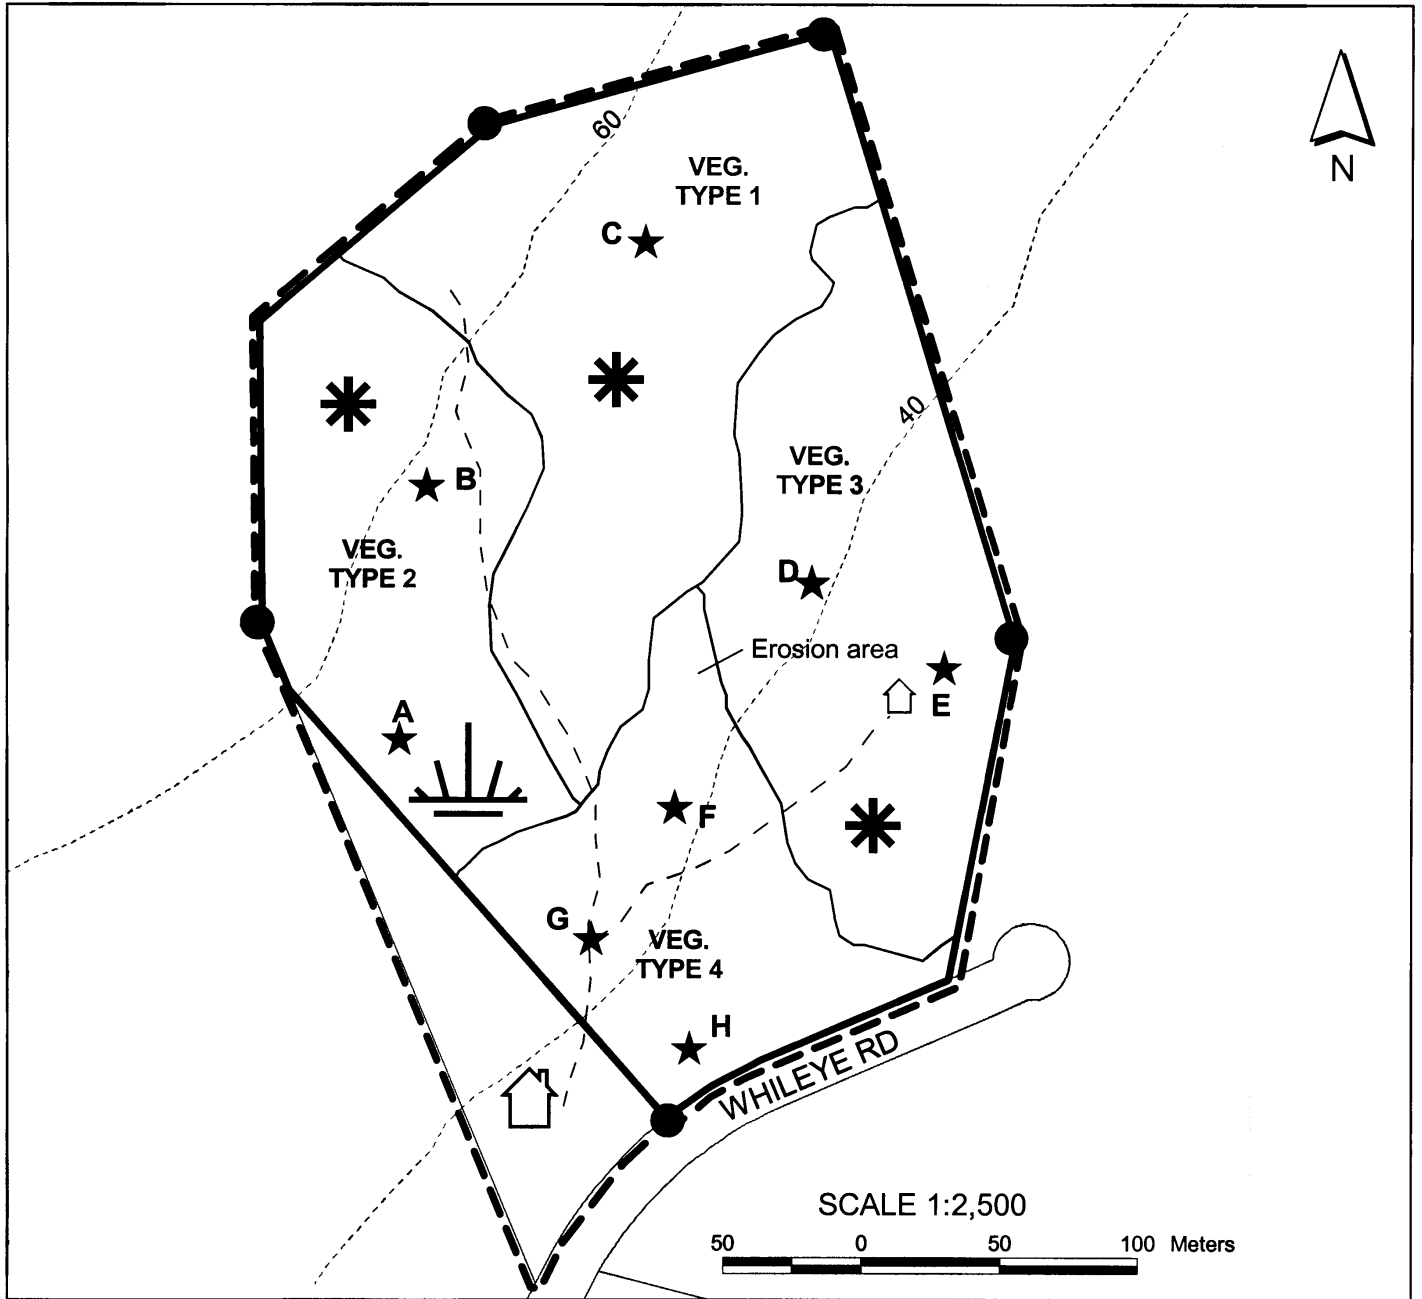 60
VEG.
TYPE 1
N
C
40
VEG.
TYPE 3
B
VEG.
TYPE 2
D
Erosion area
E
A
F
G
VEG.
TYPE 4
H
WHILEYE RD
SCALE 1:2,500
50 0 50 100 Meters